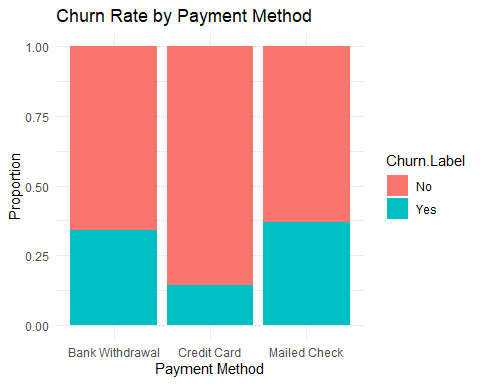 Churn Rate by Payment Method
1.00
0.75
0.50
0.25
0.00
Proportion
Bank Withdrawal Credit Card Mailed Check
Payment Method
Churn.Label
No
Yes